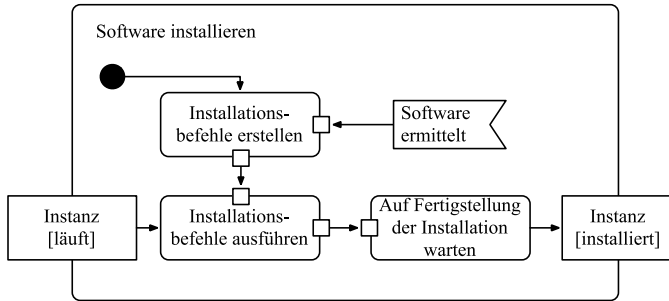 Software installieren
Installations-
befehle erstellen
Software
ermittelt
Instanz
[läuft]
Installations-
befehle ausführen
Auf Fertigstellung
der Installation
warten
Instanz
[installiert]